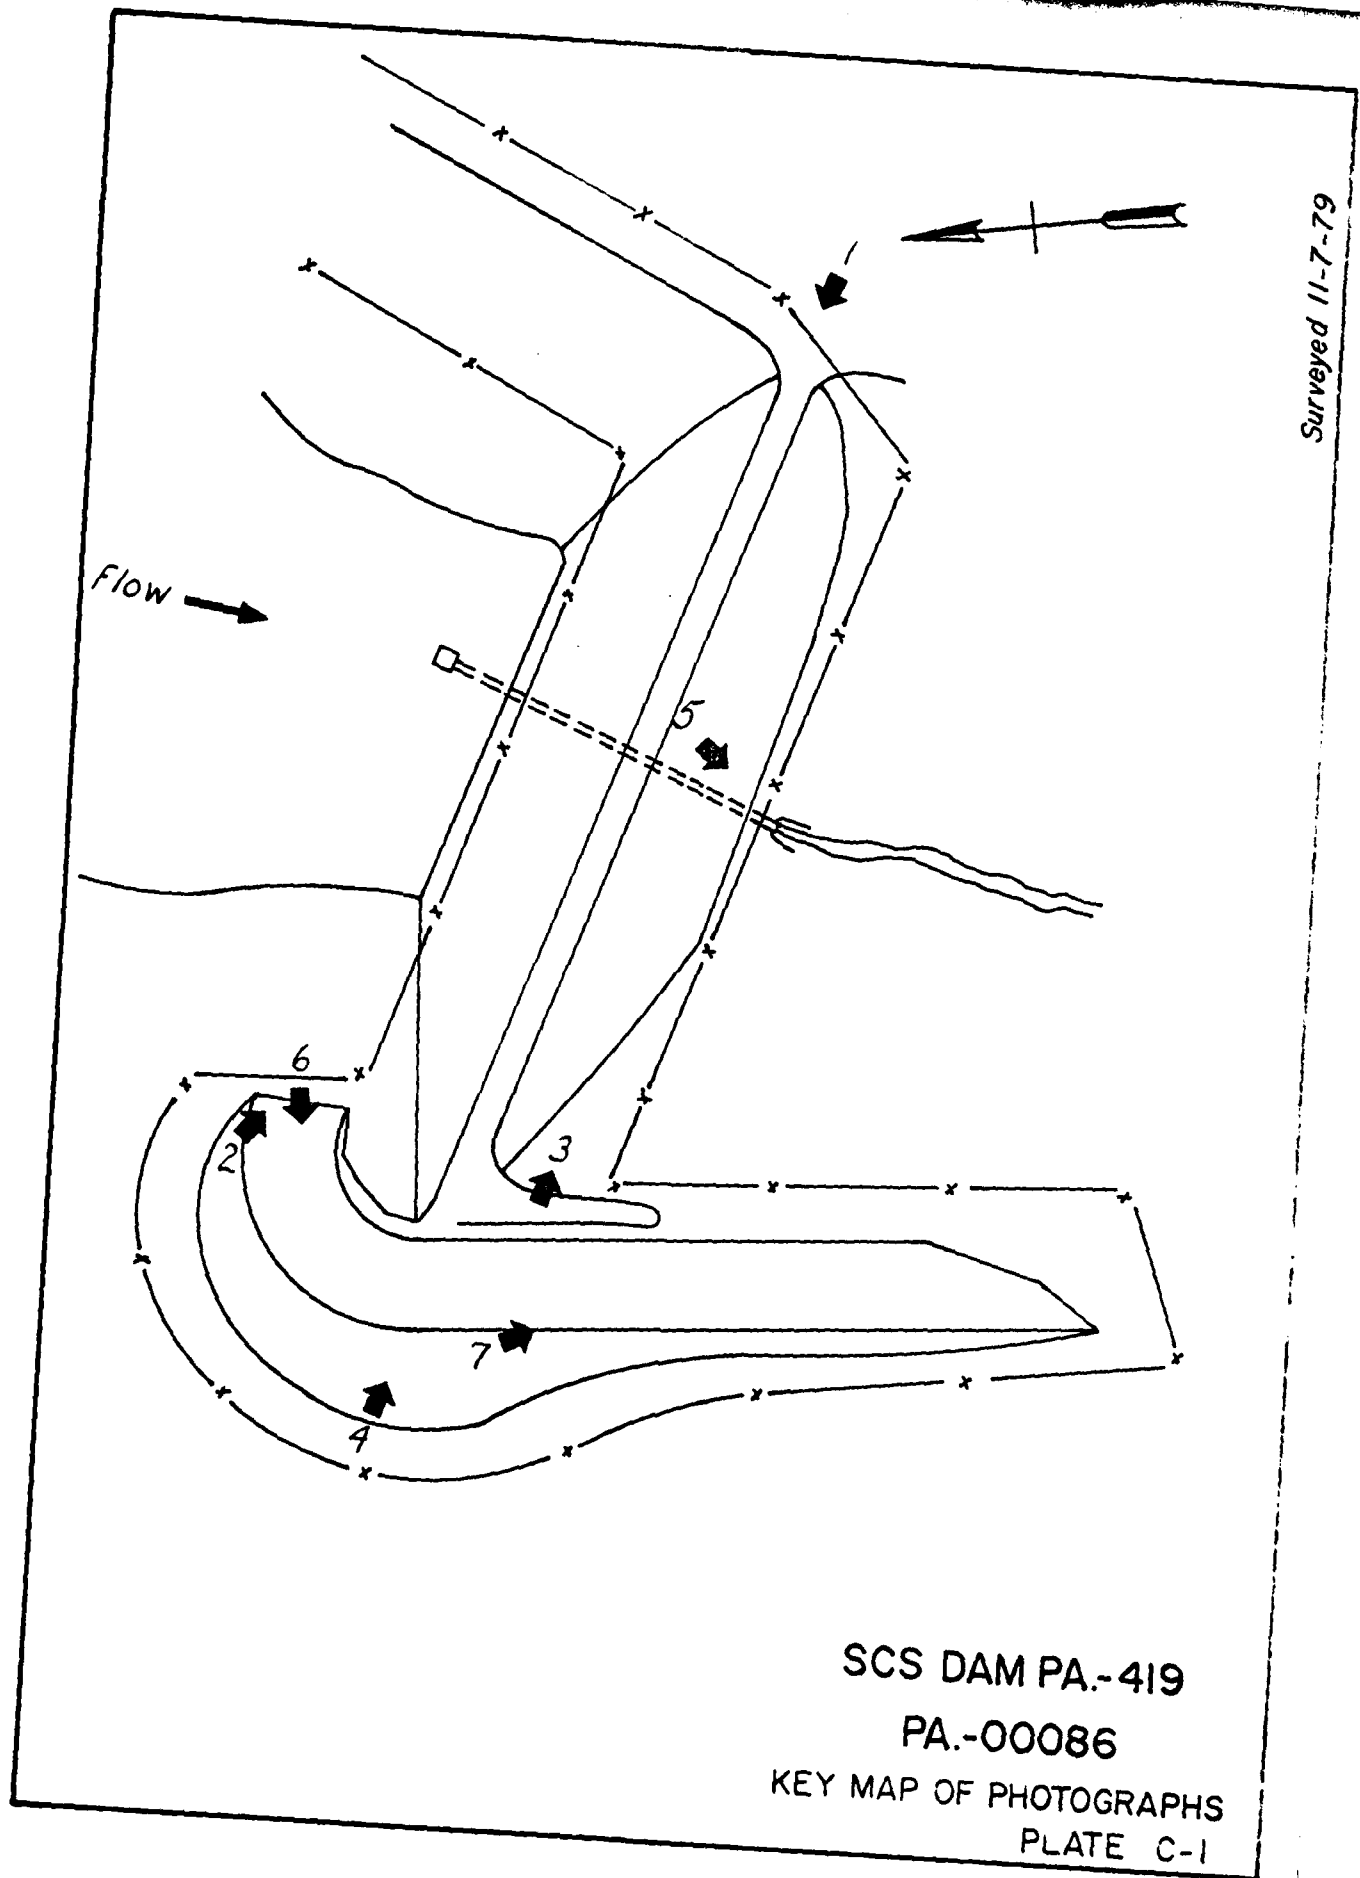 Surveyed 11-7-79
Flow
5
6
2
3
7
4
SCS DAM PA.-419
PA.-00086
KEY MAP OF PHOTOGRAPHS
PLATE C-1